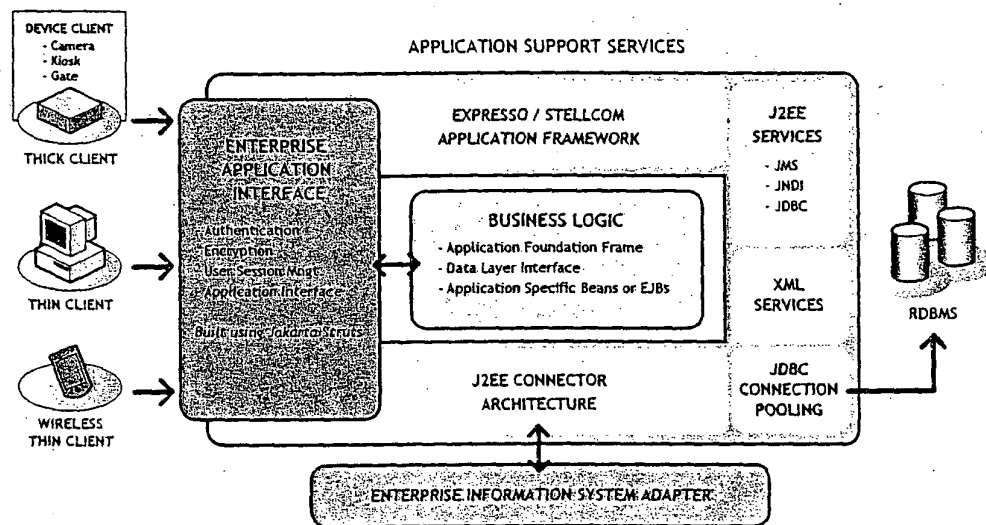 DEVICE CLIENT
- Camera
- Kiosk
- Gate
THICK CLIENT
THIN CLIENT
WIRELESS
THIN CLIENT
APPLICATION SUPPORT SERVICES
ENTERPRISE
APPLICATION
INTERFACE
- Authentication
- Encryption
- User Session Mngt
- Application Interface
Built using Jakarta Struts
EXPRESSO / STELLCOM
APPLICATION FRAMEWORK
BUSINESS LOGIC
- Application Foundation Frame
- Data Layer Interface
- Application Specific Beans or EJBs
J2EE CONNECTOR
ARCHITECTURE
J2EE
SERVICES
- JMS
- JNDI
- JDBC
XML
SERVICES
JDBC
CONNECTION
POOLING
RDBMS
ENTERPRISE INFORMATION SYSTEM ADAPTER